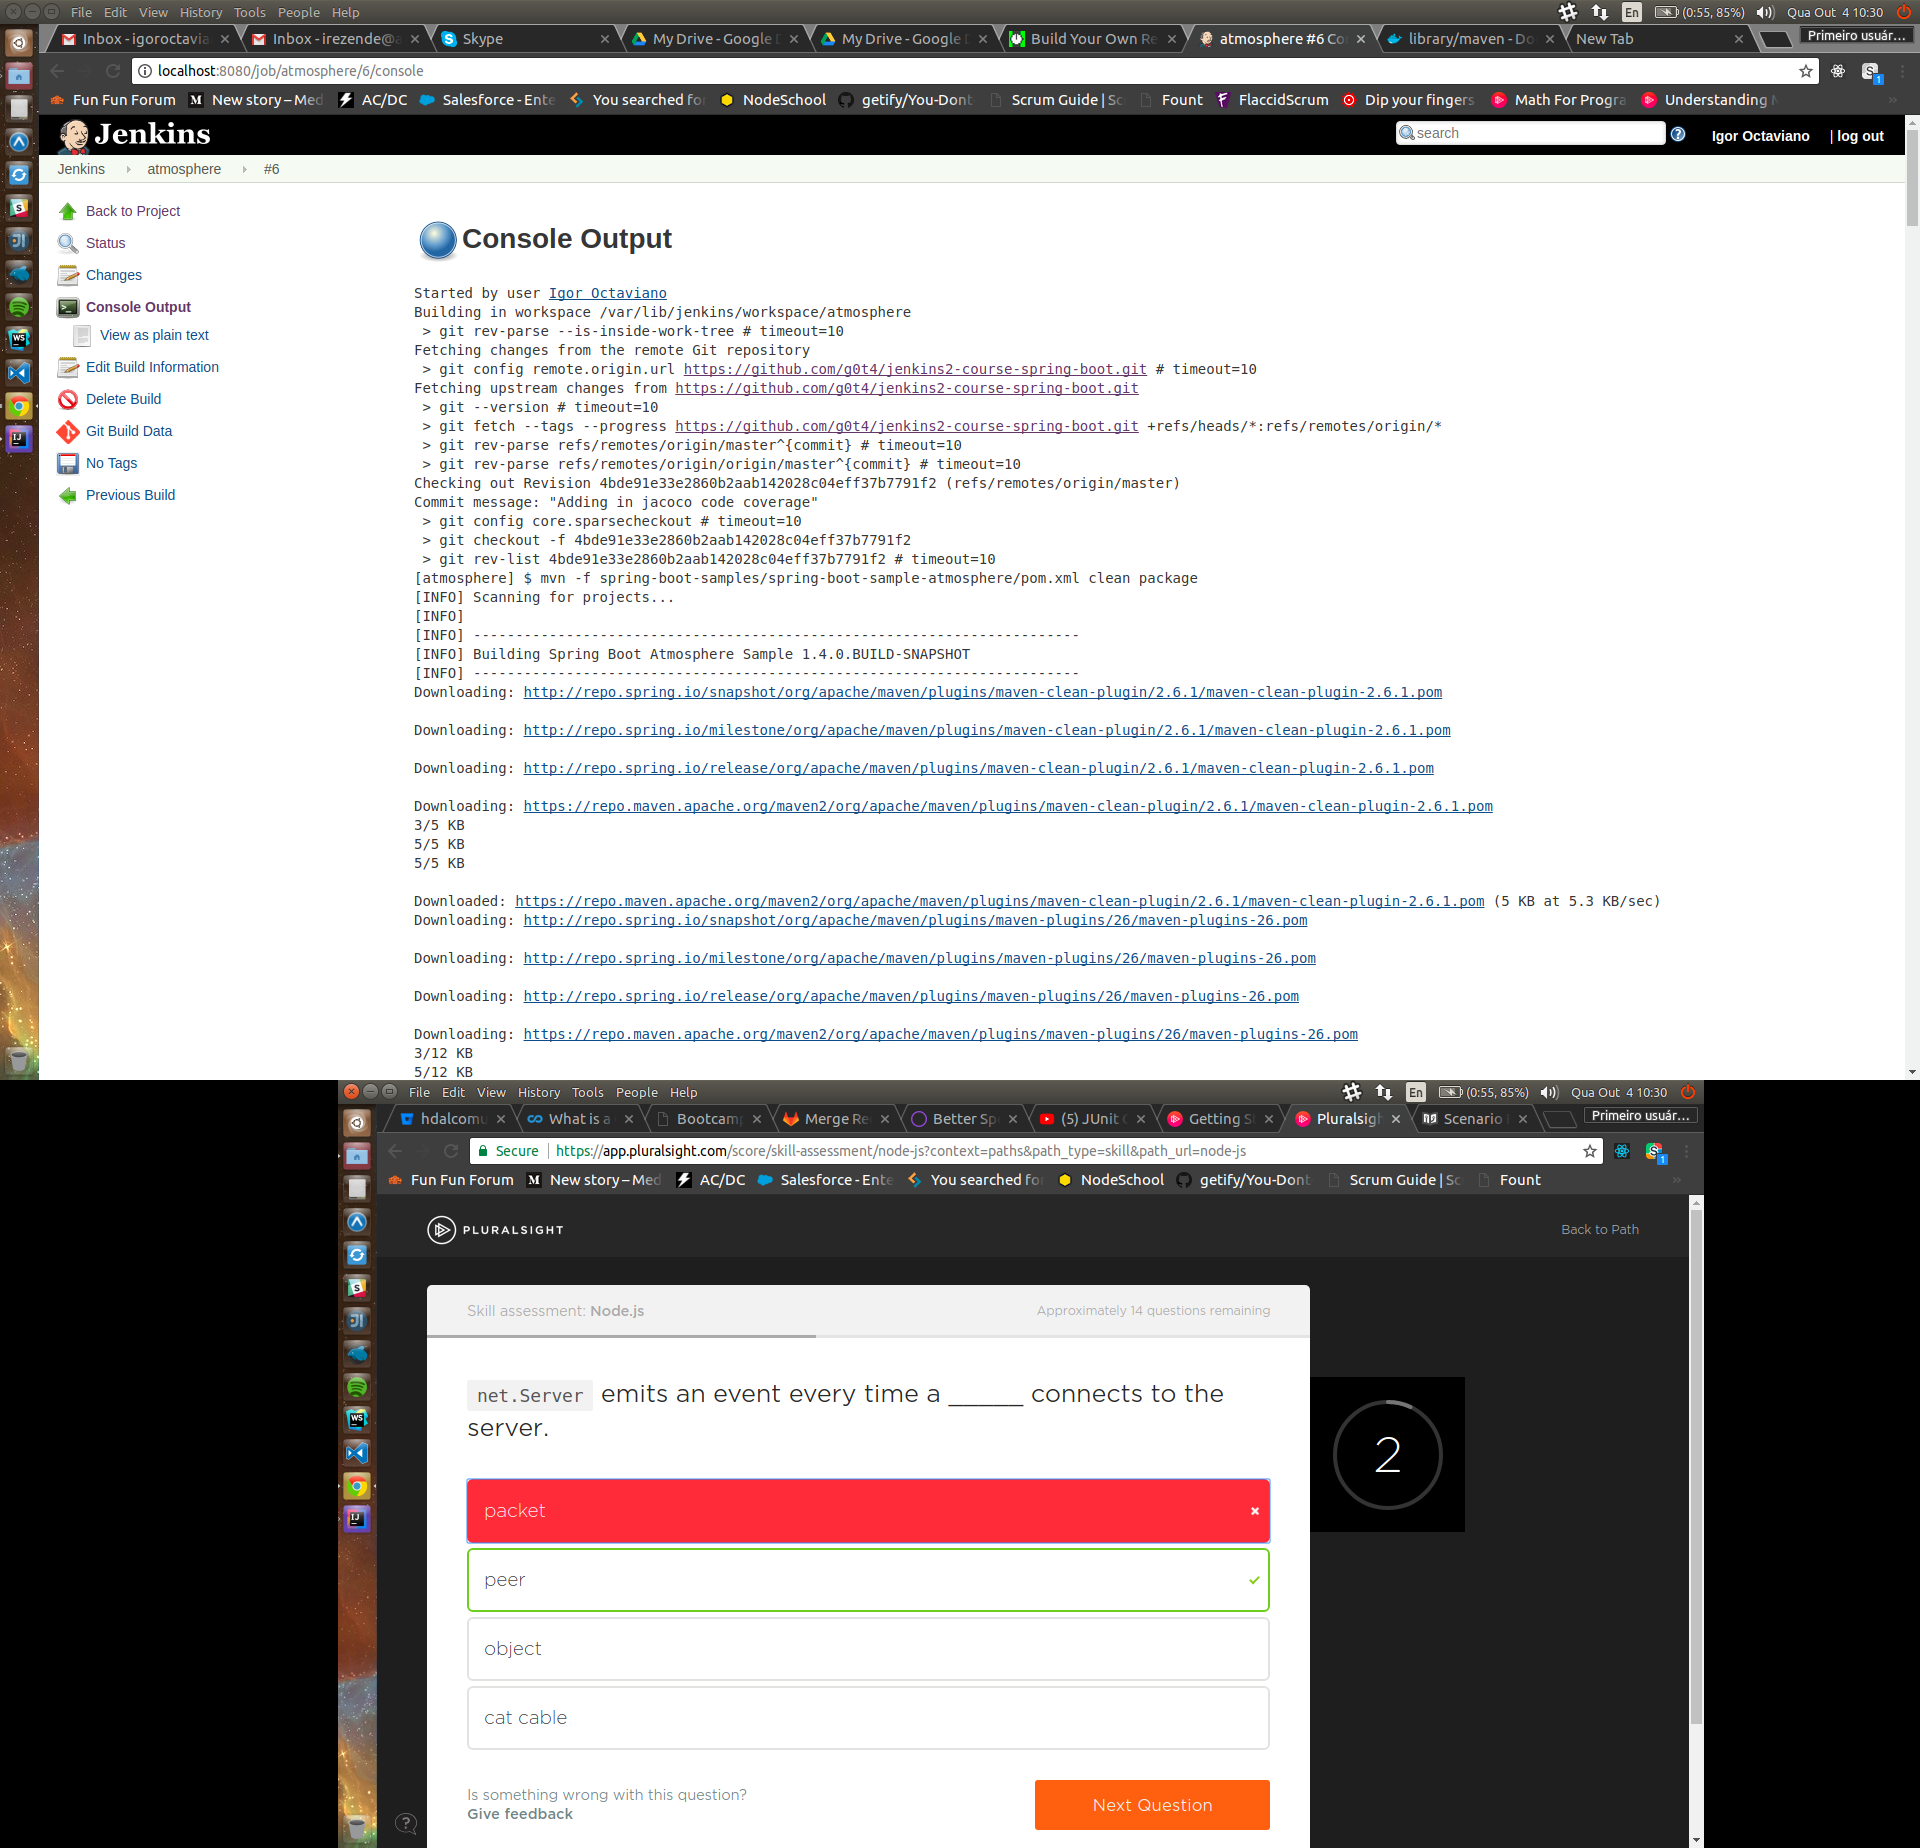 File Edit View History Tools People Help
En (0:55, 85%) Qua Out 4 10:30
Inbox - igoroctavia
Inbox - irezende@a
Skype
My Drive - Google D
My Drive - Google D
Build Your Own Re
atmosphere #6 Co
library/maven - Do
New Tab
Primeiro usuár...
localhost:8080/job/atmosphere/6/console
Fun Fun Forum
New story – Med
AC/DC
Salesforce - Ente
You searched fo
NodeSchool
getify/You-Dont
Scrum Guide | Sc
Fount
FlaccidScrum
Dip your fingers
Math For Progra
Understanding
Jenkins
search
Igor Octaviano | log out
Jenkins atmosphere #6
Back to Project
Status
Changes
Console Output
View as plain text
Edit Build Information
Delete Build
Git Build Data
No Tags
Previous Build
Console Output
Started by user Igor Octaviano
Building in workspace /var/lib/jenkins/workspace/atmosphere
> git rev-parse --is-inside-work-tree # timeout=10
Fetching changes from the remote Git repository
> git config remote.origin.url https://github.com/g0t4/jenkins2-course-spring-boot.git # timeout=10
Fetching upstream changes from https://github.com/g0t4/jenkins2-course-spring-boot.git
> git --version # timeout=10
> git fetch --tags --progress https://github.com/g0t4/jenkins2-course-spring-boot.git +refs/heads/*:refs/remotes/origin/*
> git rev-parse refs/remotes/origin/master^{commit} # timeout=10
> git rev-parse refs/remotes/origin/origin/master^{commit} # timeout=10
Checking out Revision 4bde91e33e2860b2aab142028c04eff37b7791f2 (refs/remotes/origin/master)
Commit message: "Adding in jacoco code coverage"
> git config core.sparsecheckout # timeout=10
> git checkout -f 4bde91e33e2860b2aab142028c04eff37b7791f2
> git rev-list 4bde91e33e2860b2aab142028c04eff37b7791f2 # timeout=10
[atmosphere] $ mvn -f spring-boot-samples/spring-boot-sample-atmosphere/pom.xml clean package
[INFO] Scanning for projects...
[INFO]
[INFO] ------------------------------------------------------------------------
[INFO] Building Spring Boot Atmosphere Sample 1.4.0.BUILD-SNAPSHOT
[INFO] ------------------------------------------------------------------------
Downloading: http://repo.spring.io/snapshot/org/apache/maven/plugins/maven-clean-plugin/2.6.1/maven-clean-plugin-2.6.1.pom
Downloading: http://repo.spring.io/milestone/org/apache/maven/plugins/maven-clean-plugin/2.6.1/maven-clean-plugin-2.6.1.pom
Downloading: http://repo.spring.io/release/org/apache/maven/plugins/maven-clean-plugin/2.6.1/maven-clean-plugin-2.6.1.pom
Downloading: https://repo.maven.apache.org/maven2/org/apache/maven/plugins/maven-clean-plugin/2.6.1/maven-clean-plugin-2.6.1.pom
3/5 KB
5/5 KB
5/5 KB
Downloaded: https://repo.maven.apache.org/maven2/org/apache/maven/plugins/maven-clean-plugin/2.6.1/maven-clean-plugin-2.6.1.pom (5 KB at 5.3 KB/sec)
Downloading: http://repo.spring.io/snapshot/org/apache/maven/plugins/maven-plugins/26/maven-plugins-26.pom
Downloading: http://repo.spring.io/milestone/org/apache/maven/plugins/maven-plugins/26/maven-plugins-26.pom
Downloading: http://repo.spring.io/release/org/apache/maven/plugins/maven-plugins/26/maven-plugins-26.pom
Downloading: https://repo.maven.apache.org/maven2/org/apache/maven/plugins/maven-plugins/26/maven-plugins-26.pom
3/12 KB
5/12 KB
File Edit View History Tools People Help
En (0:55, 85%) Qua Out 4 10:30
hdalcomu
What is a
Bootcam
Merge Re
Better Sp
(5) JUnit
Getting S
Pluralsigh
Scenario
Primeiro usuár...
Secure https://app.pluralsight.com/score/skill-assessment/node-js?context=paths&path_type=skill&path_url=node-js
Fun Fun Forum
New story – Med
AC/DC
Salesforce - Ente
You searched fo
NodeSchool
getify/You-Dont
Scrum Guide | Sc
Fount
PLURALSIGHT
Back to Path
Skill assessment: Node.js
Approximately 14 questions remaining
net.Server emits an event every time a _____ connects to the
server.
2
packet
peer
object
cat cable
Is something wrong with this question?
Give feedback
Next Question